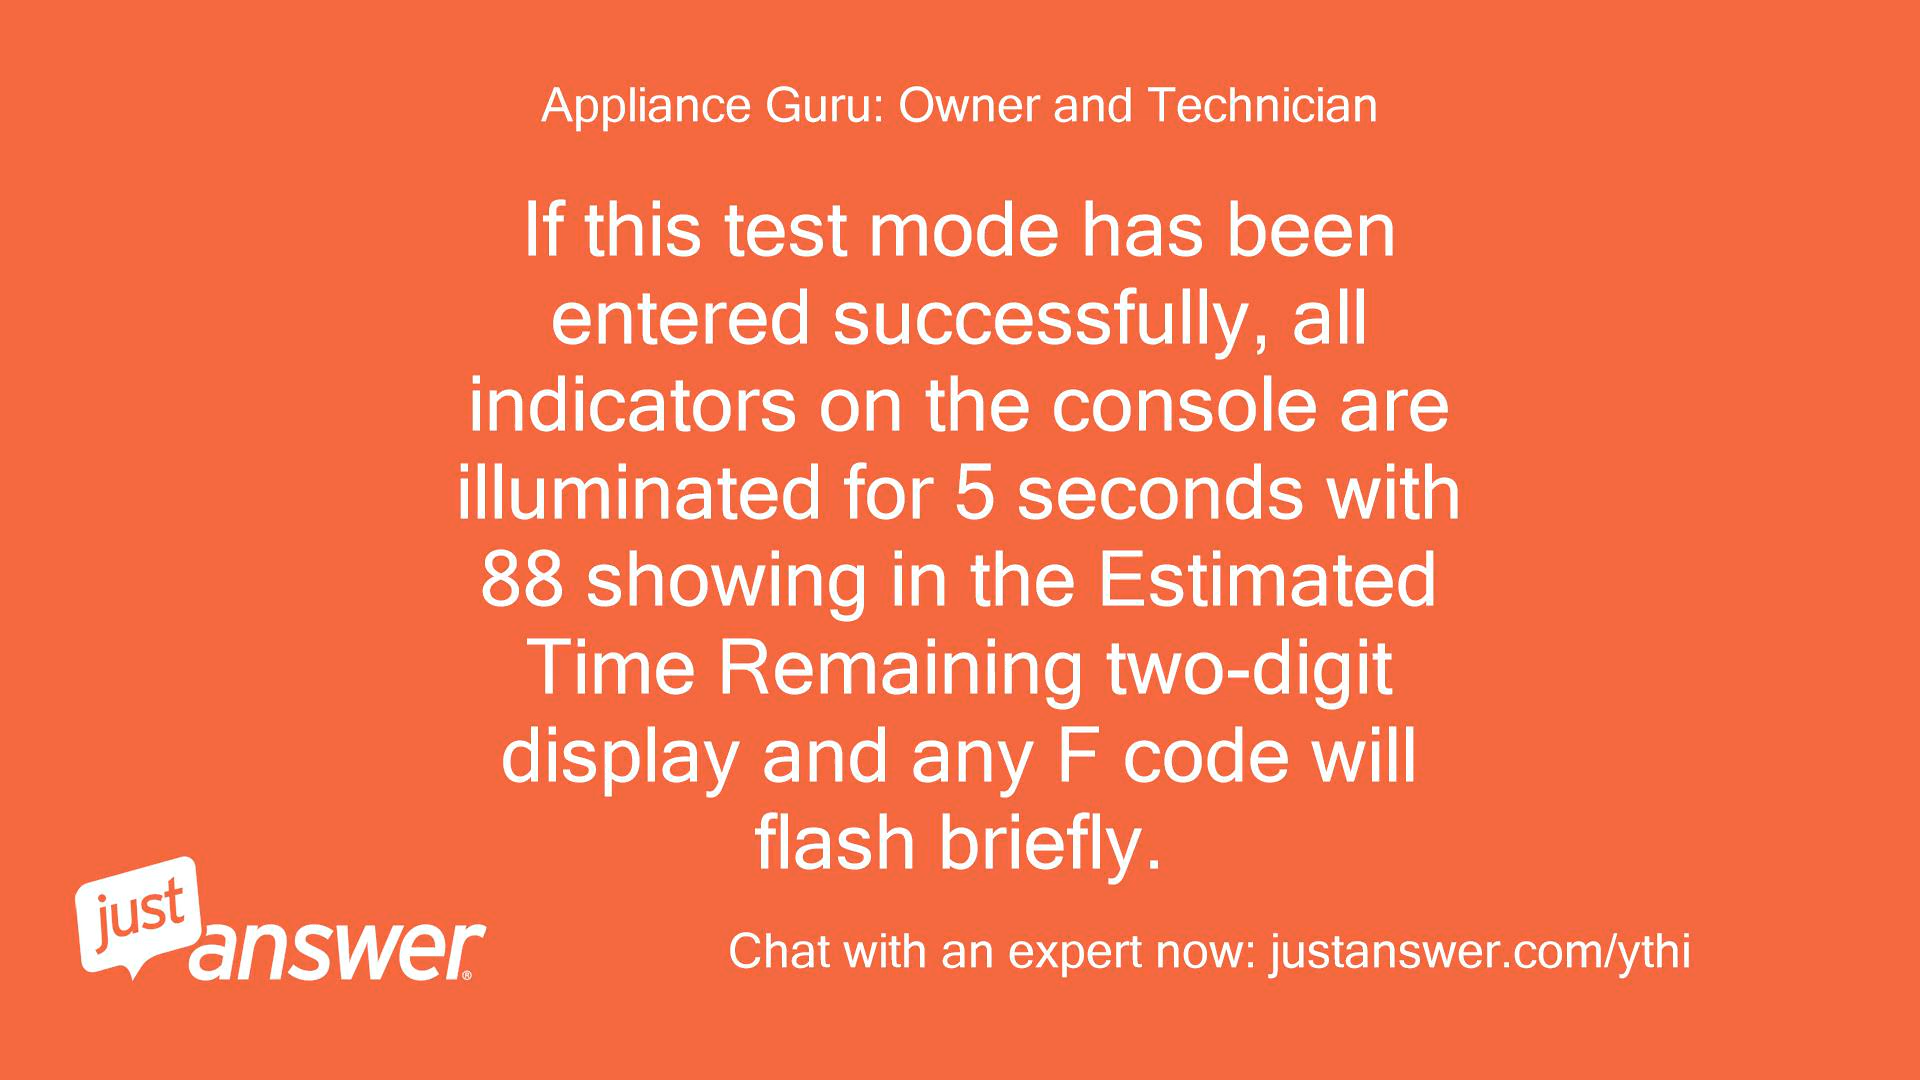 Appliance Guru: Owner and Technician
If this test mode has been
entered successfully, all
indicators on the console are
illuminated for 5 seconds with
88 showing in the Estimated
Time Remaining two-digit
display and any F code will
flash briefly.
just
answer®
Chat with an expert now: justanswer.com/ythi